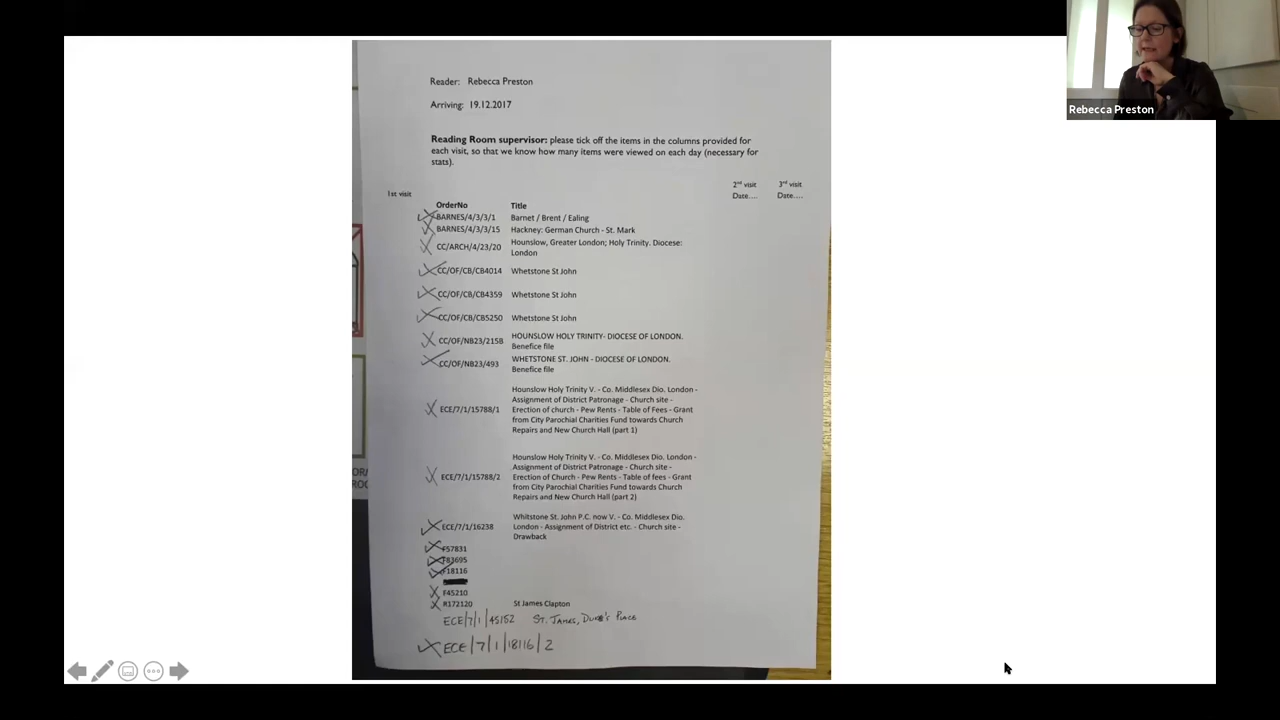 Rebecca Preston
Reader: Rebecca Preston
Arriving: 19.12.2017
Reading Room supervisor: please tick off the items in the columns provided for
each visit, so that we know how many items were viewed on each day (necessary for
stats).
1st visit
2nd visit 3rd visit
Date.... Date....
OrderNo Title
BARNES/4/3/3/1 Barnet / Brent / Ealing
BARNES/4/3/3/15 Hackney: German Church - St. Mark
CC/ARCH/4/23/20 Hounslow, Greater London; Holy Trinity. Diocese:
London
CC/OF/CB/CB4014 Whetstone St John
CC/OF/CB/CB4359 Whetstone St John
CC/OF/CB/CB5250 Whetstone St John
CC/OF/NB23/215B HOUNSLOW HOLY TRINITY- DIOCESE OF LONDON.
Benefice file
CC/OF/NB23/493 WHETSTONE ST. JOHN - DIOCESE OF LONDON.
Benefice file
Hounslow Holy Trinity V. - Co. Middlesex Dio. London -
Assignment of District Patronage - Church site -
ECE/7/1/15788/1 Erection of church - Pew Rents - Table of Fees - Grant
from City Parochial Charities Fund towards Church
Repairs and New Church Hall (part 1)
Hounslow Holy Trinity V. - Co. Middlesex Dio. London -
Assignment of District Patronage - Church site -
ECE/7/1/15788/2 Erection of Church - Pew Rents - Table of fees - Grant
from City Parochial Charities Fund towards Church
Repairs and New Church Hall (part 2)
Whitstone St. John P.C. now V. - Co. Middlesex Dio.
ECE/7/1/16238 London - Assignment of District etc. - Church site -
Drawback
F57831
F83695
F18116
F45210
R172120 St James Clapton
ECE/7/1/45152 ST. JAMES, DUKE'S PLACE
ECE/7/1/18116/2